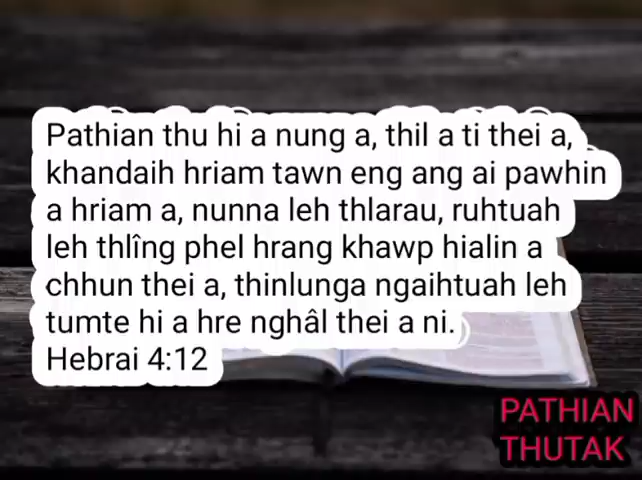 Pathian thu hi a nung a, thil a ti thei a,
khandaih hriam tawn eng ang ai pawhin
a hriam a, nunna leh thlarau, ruhtuah
leh thlîng phel hrang khawp hialin a
chhun thei a, thinlunga ngaihtuah leh
tumte hi a hre nghâl thei a ni.
Hebrai 4:12
PATHIAN
THUTAK